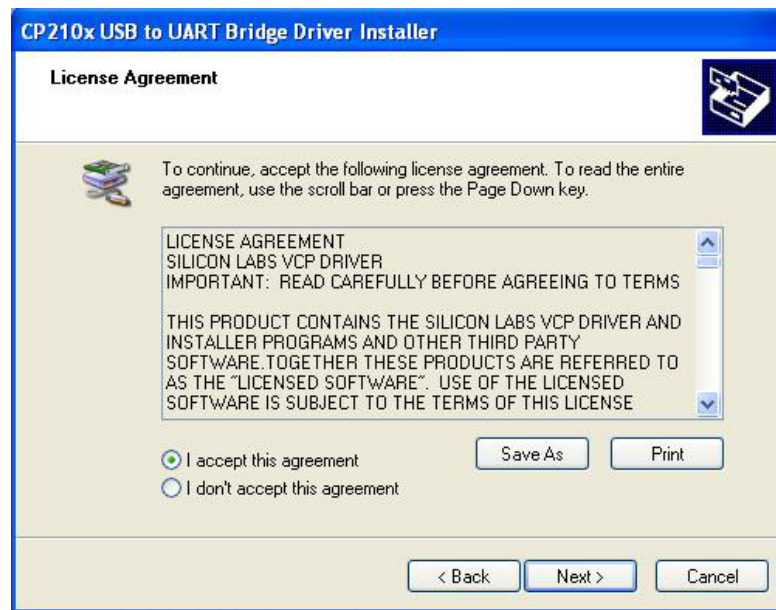 CP210x USB to UART Bridge Driver Installer
License Agreement
To continue, accept the following license agreement. To read the entire
agreement, use the scroll bar or press the Page Down key.
LICENSE AGREEMENT
SILICON LABS VCP DRIVER
IMPORTANT:  READ CAREFULLY BEFORE AGREEING TO TERMS
THIS PRODUCT CONTAINS THE SILICON LABS VCP DRIVER AND
INSTALLER PROGRAMS AND OTHER THIRD PARTY
SOFTWARE.TOGETHER THESE PRODUCTS ARE REFERRED TO
AS THE "LICENSED SOFTWARE".  USE OF THE LICENSED
SOFTWARE IS SUBJECT TO THE TERMS OF THIS LICENSE
I accept this agreement
Save As
Print
I don't accept this agreement
< Back
Next >
Cancel